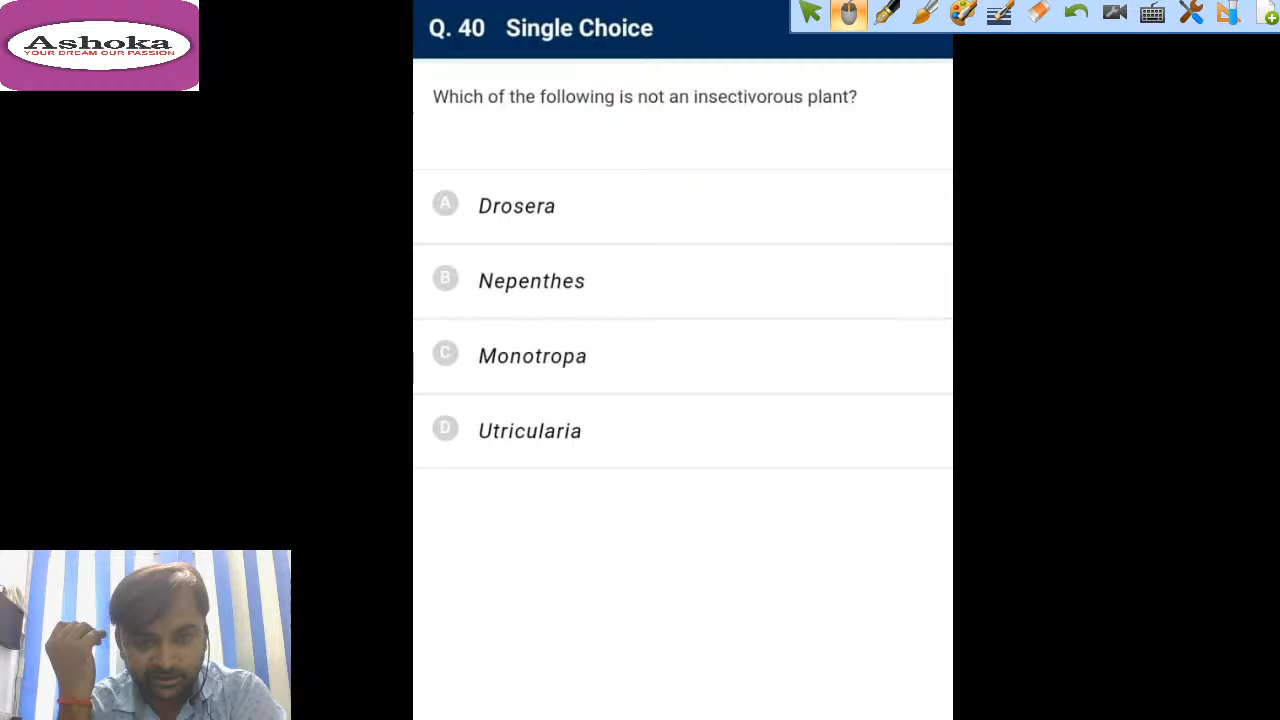 Ashoka
YOUR DREAM OUR PASSION
Q. 40 Single Choice
Which of the following is not an insectivorous plant?
A Drosera
B Nepenthes
C Monotropa
D Utricularia